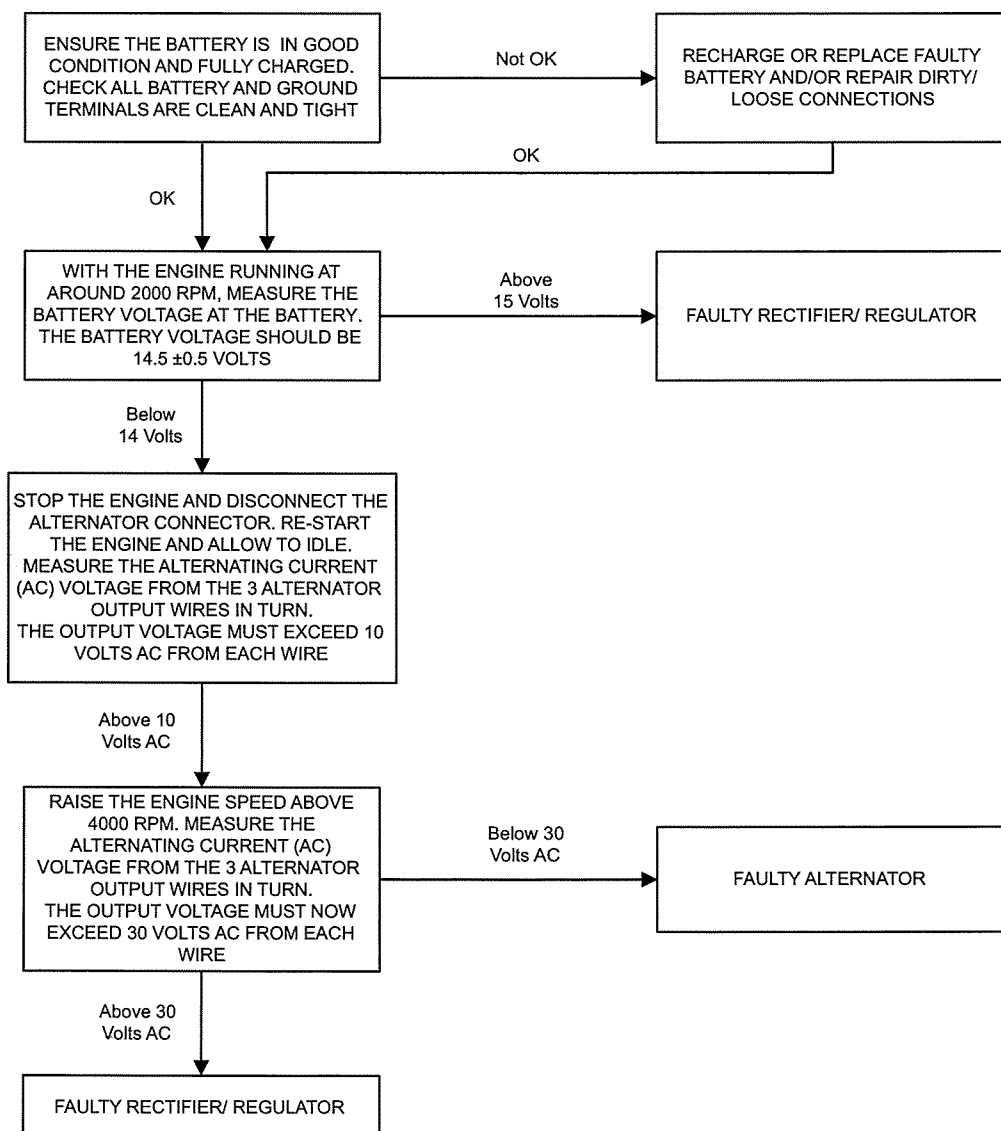 ENSURE THE BATTERY IS IN GOOD
CONDITION AND FULLY CHARGED.
CHECK ALL BATTERY AND GROUND
TERMINALS ARE CLEAN AND TIGHT
Not OK
RECHARGE OR REPLACE FAULTY
BATTERY AND/OR REPAIR DIRTY/
LOOSE CONNECTIONS
OK
OK
WITH THE ENGINE RUNNING AT
AROUND 2000 RPM, MEASURE THE
BATTERY VOLTAGE AT THE BATTERY.
THE BATTERY VOLTAGE SHOULD BE
14.5 ±0.5 VOLTS
Above
15 Volts
FAULTY RECTIFIER/ REGULATOR
Below
14 Volts
STOP THE ENGINE AND DISCONNECT THE
ALTERNATOR CONNECTOR. RE-START
THE ENGINE AND ALLOW TO IDLE.
MEASURE THE ALTERNATING CURRENT
(AC) VOLTAGE FROM THE 3 ALTERNATOR
OUTPUT WIRES IN TURN.
THE OUTPUT VOLTAGE MUST EXCEED 10
VOLTS AC FROM EACH WIRE
Above 10
Volts AC
RAISE THE ENGINE SPEED ABOVE
4000 RPM. MEASURE THE
ALTERNATING CURRENT (AC)
VOLTAGE FROM THE 3 ALTERNATOR
OUTPUT WIRES IN TURN.
THE OUTPUT VOLTAGE MUST NOW
EXCEED 30 VOLTS AC FROM EACH
WIRE
Below 30
Volts AC
FAULTY ALTERNATOR
Above 30
Volts AC
FAULTY RECTIFIER/ REGULATOR